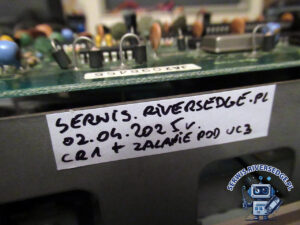 SERWIS.RIVERSEDGE.PL
02.04.2025r.
CR1 + ZALANIE POD UC3
SERWIS.RIVERSEDGE.PL